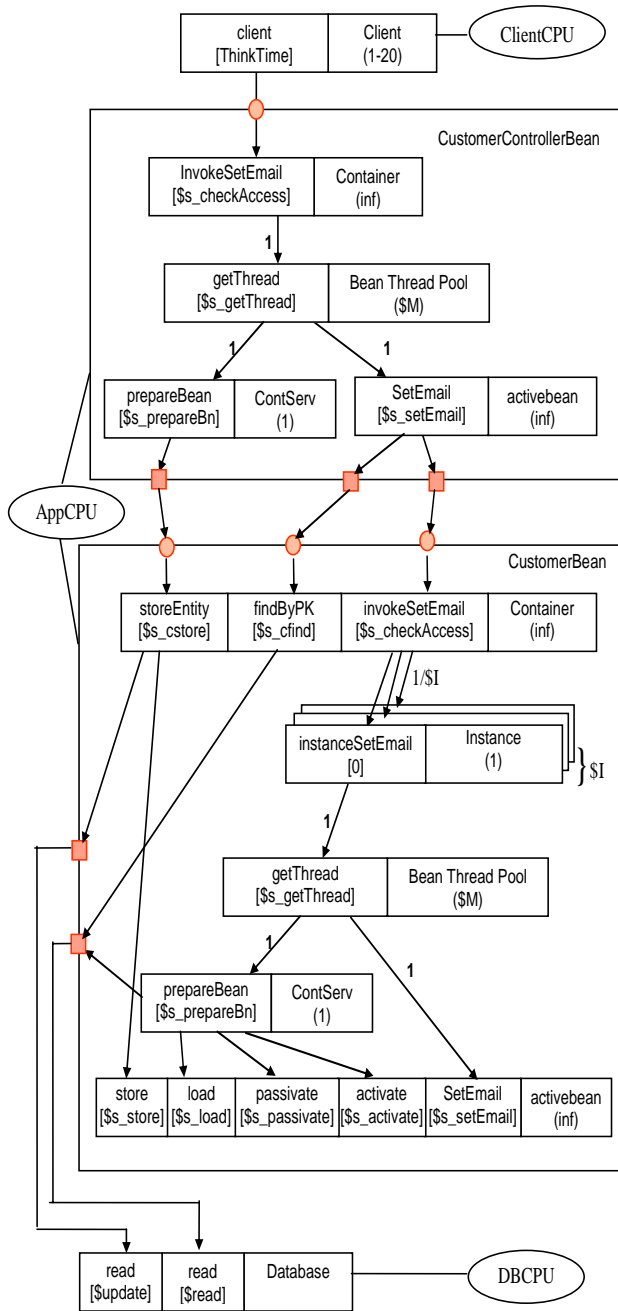 client
[ThinkTime]
Client
(1-20)
ClientCPU
CustomerControllerBean
InvokeSetEmail
[$s_checkAccess]
Container
(inf)
1
getThread
[$s_getThread]
Bean Thread Pool
($M)
1
1
prepareBean
[$s_prepareBn]
ContServ
(1)
SetEmail
[$s_setEmail]
activebean
(inf)
AppCPU
CustomerBean
storeEntity
[$s_cstore]
findByPK
[$s_cfind]
invokeSetEmail
[$s_checkAccess]
Container
(inf)
1/$I
instanceSetEmail
[0]
Instance
(1)
} $I
1
getThread
[$s_getThread]
Bean Thread Pool
($M)
1
1
prepareBean
[$s_prepareBn]
ContServ
(1)
store
[$s_store]
load
[$s_load]
passivate
[$s_passivate]
activate
[$s_activate]
SetEmail
[$s_setEmail]
activebean
(inf)
read
[$update]
read
[$read]
Database
DBCPU